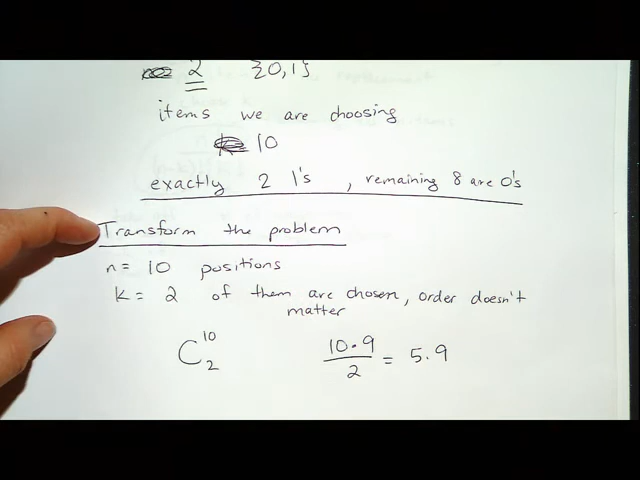 2 {0,1}
items we are choosing
10
exactly 2 1's, remaining 8 are 0's
Transform the problem
n = 10 positions
k = 2 of them are chosen, order doesn't
matter
C 10 2 10·9 / 2 = 5.9